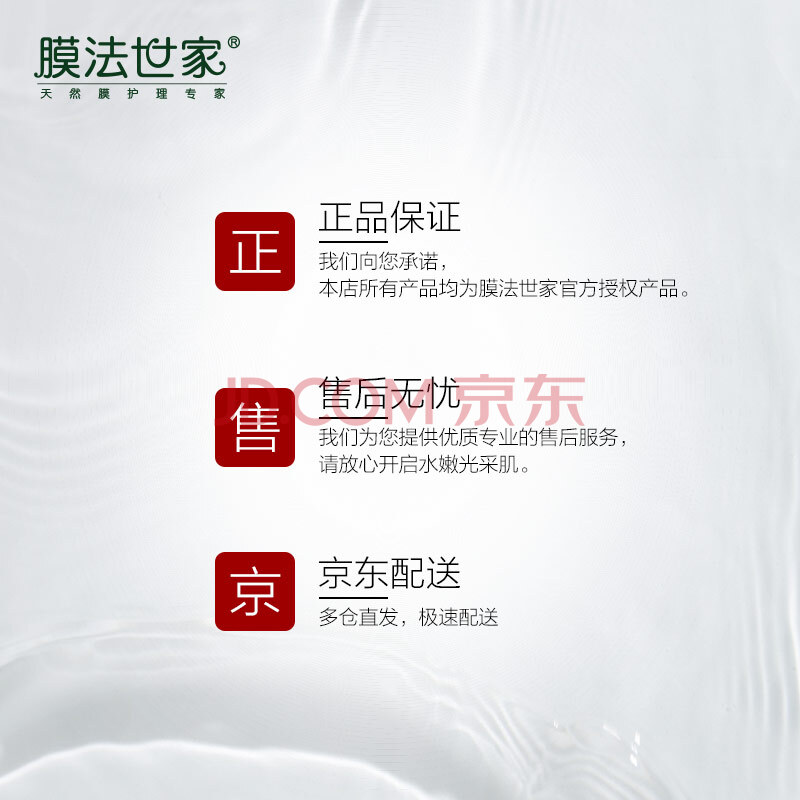 膜法世家®
天然膜护理专家
正
正品保证
我们向您承诺，
本店所有产品均为膜法世家官方授权产品。
JD.COM 京东
售
售后无忧
我们为您提供优质专业的售后服务，
请放心开启水嫩光采肌。
京
京东配送
多仓直发，极速配送